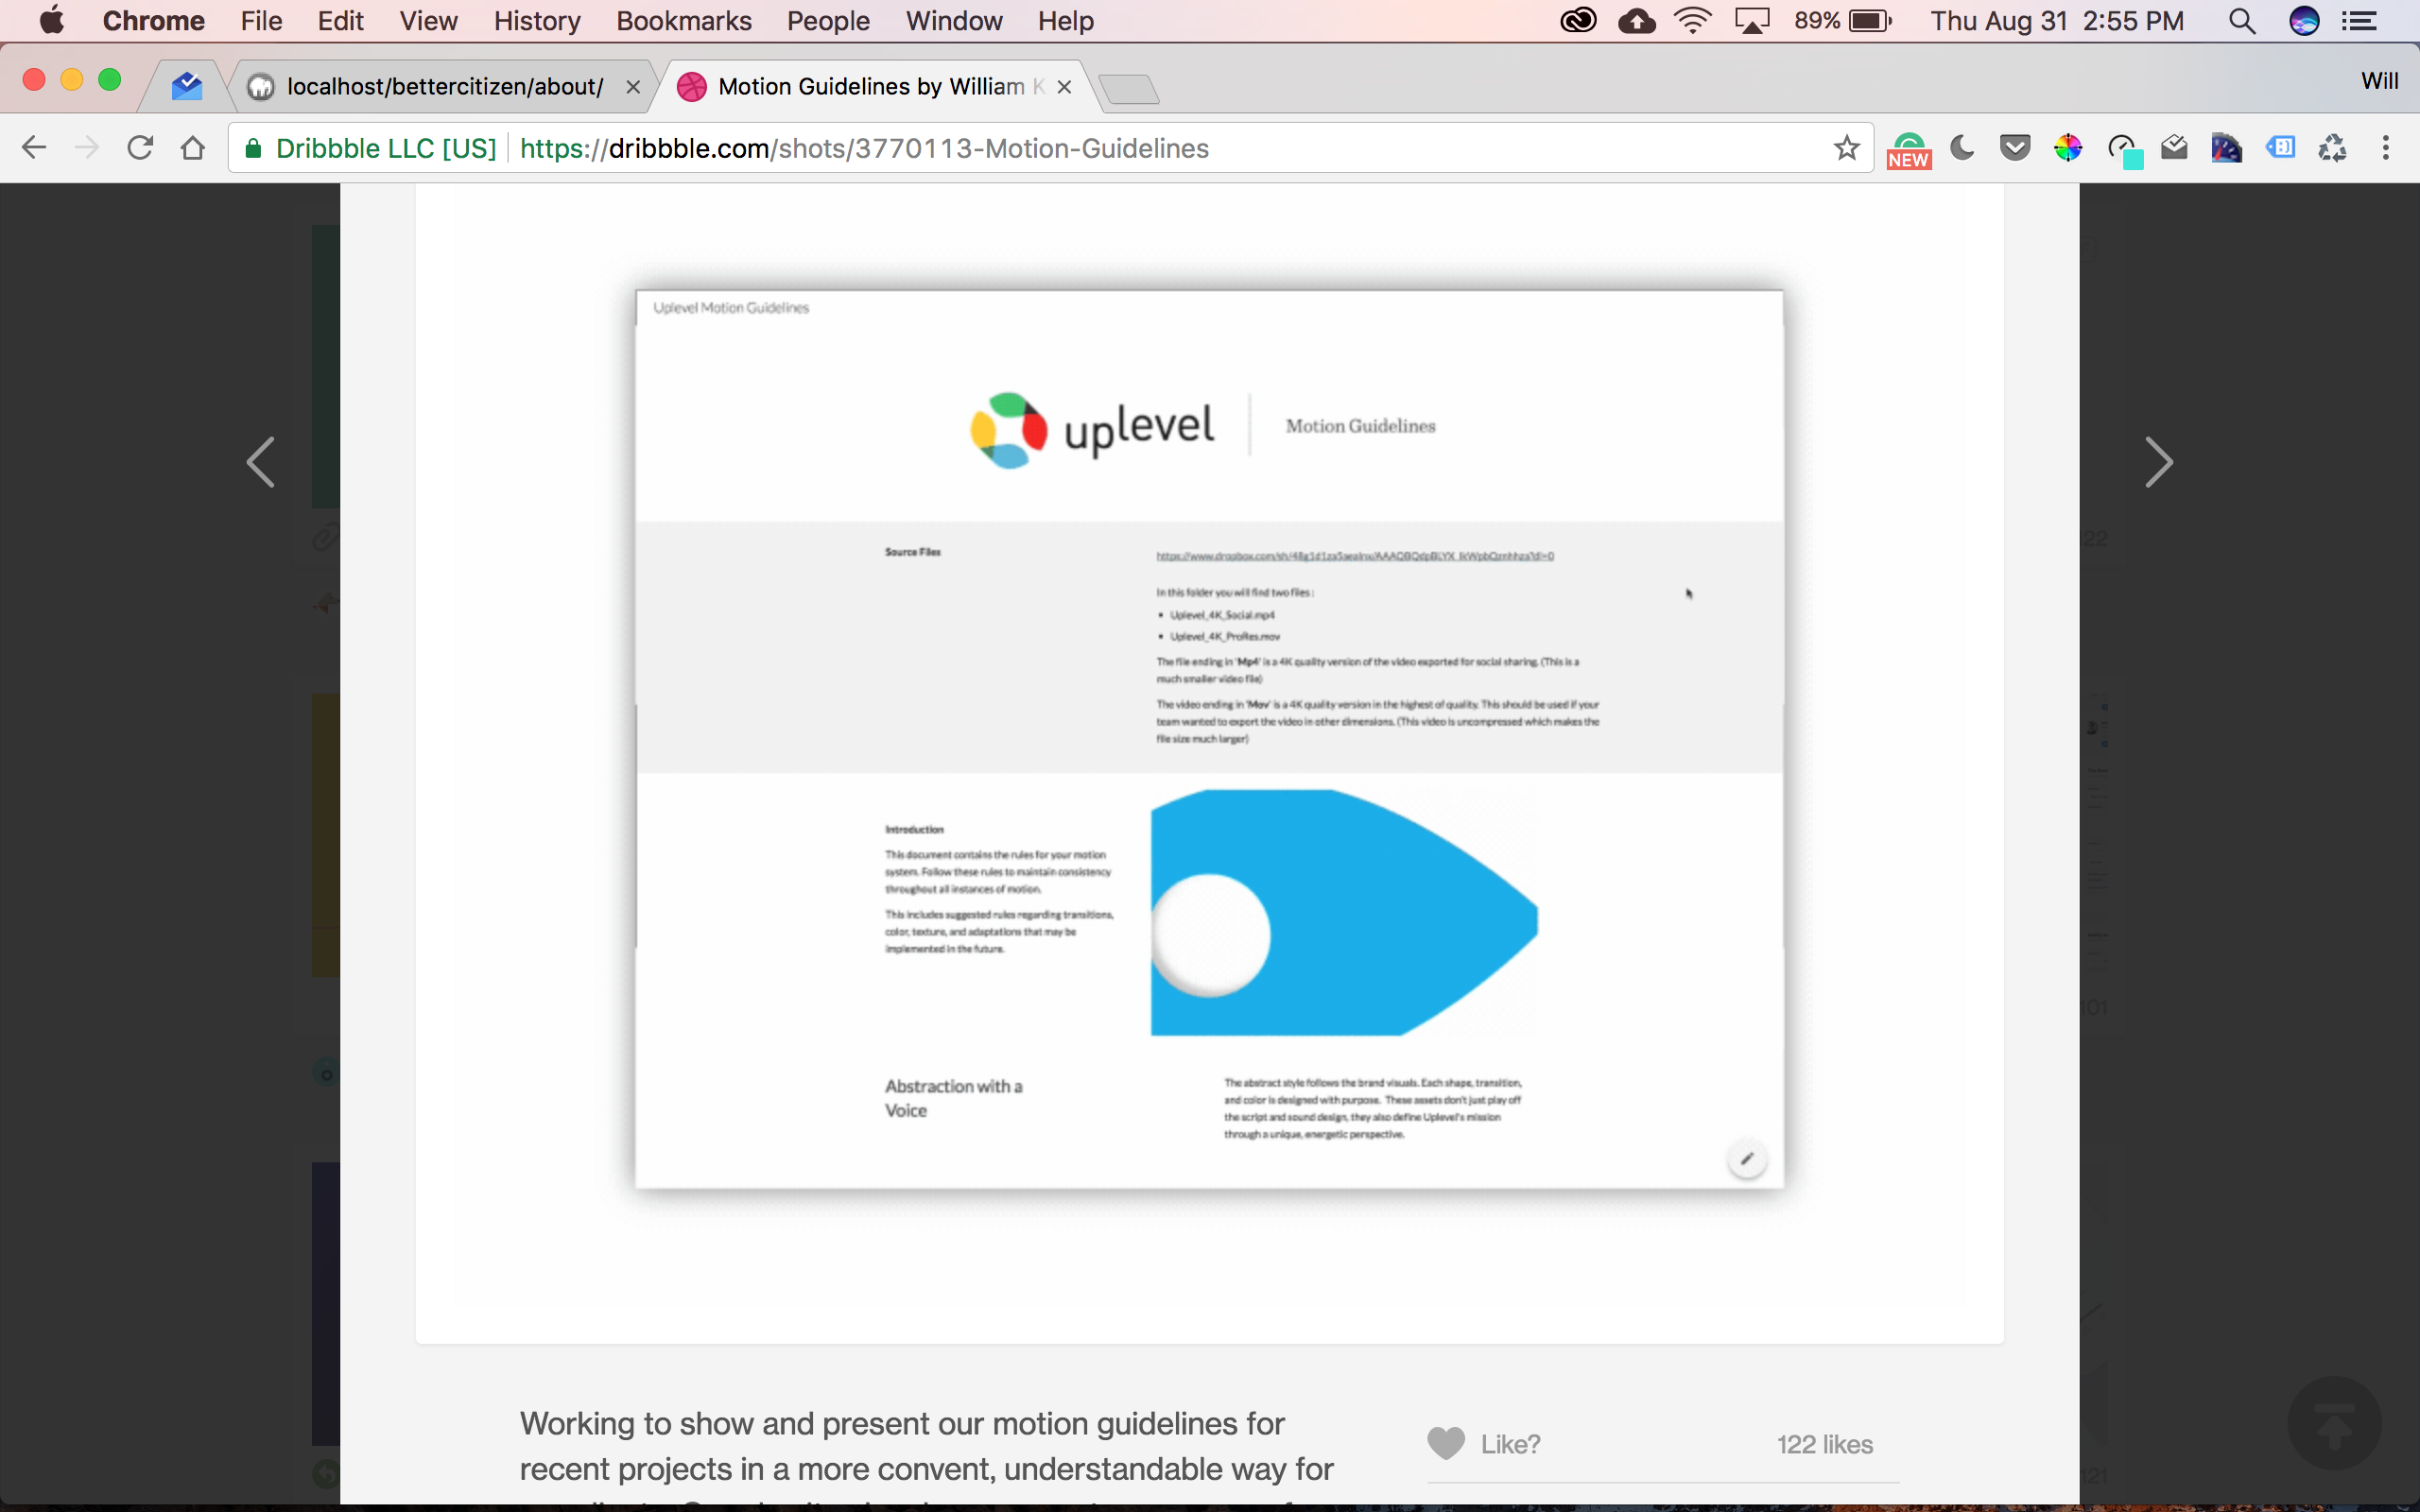 Chrome File Edit View History Bookmarks People Window Help 89% Thu Aug 31 2:55 PM
localhost/bettercitizen/about/ Motion Guidelines by William K Will
Dribbble LLC [US] https://dribbble.com/shots/3770113-Motion-Guidelines NEW
Uplevel Motion Guidelines
uplevel Motion Guidelines
Source Files
In this folder you will find two files :
• Uplevel_4K_Social.mp4
• Uplevel_4K_ProRes.mov
The file ending in 'Mp4' is a 4K quality version of the video exported for social sharing. (This is a
much smaller video file)
The video ending in 'Mov' is a 4K quality version in the highest of quality. This should be used if your
team wanted to export the video in other dimensions. (This video is uncompressed which makes the
file size much larger)
Introduction
This document contains the rules for your motion
system. Follow these rules to maintain consistency
throughout all instances of motion.
This includes suggested rules regarding transitions,
color, texture, and adaptations that may be
implemented in the future.
Abstraction with a
Voice
The abstract style follows the brand visuals. Each shape, transition,
and color is designed with purpose. These assets don't just play off
the script and sound design, they also define Uplevel's mission
through a unique, energetic perspective.
22
101
121
Working to show and present our motion guidelines for
recent projects in a more convent, understandable way for
Like? 122 likes